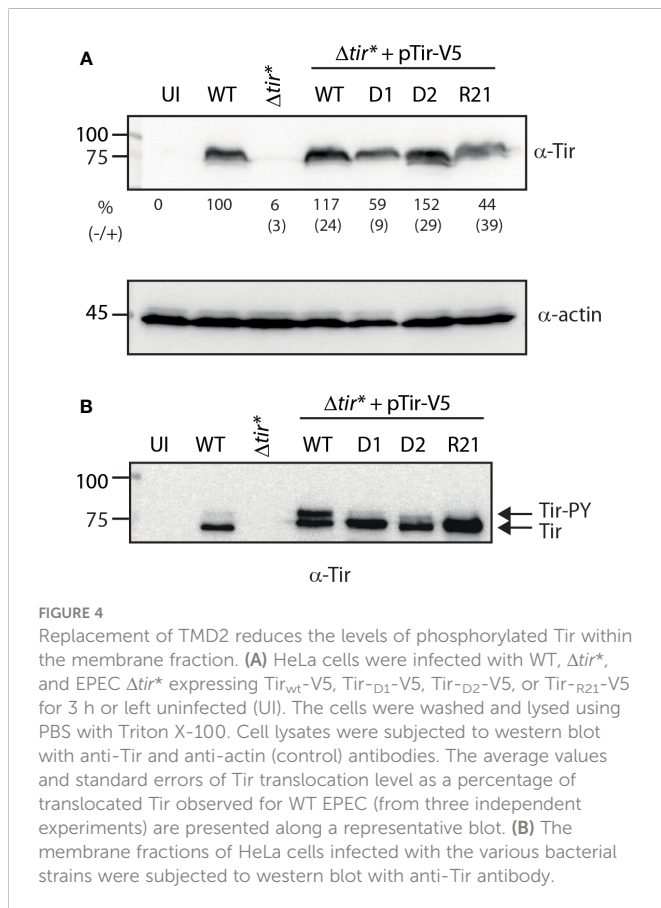 A
Δtir* + pTir-V5
UI WT Δtir* WT D1 D2 R21
100
75
α-Tir
% 0 100 6 117 59 152 44
(-/+) (3) (24) (9) (29) (39)
45
α-actin
B
Δtir* + pTir-V5
UI WT Δtir* WT D1 D2 R21
100
75
Tir-PY
Tir
α-Tir
FIGURE 4
Replacement of TMD2 reduces the levels of phosphorylated Tir within
the membrane fraction. (A) HeLa cells were infected with WT, Δtir*,
and EPEC Δtir* expressing Tirwt-V5, Tir-D1-V5, Tir-D2-V5, or Tir-R21-V5
for 3 h or left uninfected (UI). The cells were washed and lysed using
PBS with Triton X-100. Cell lysates were subjected to western blot
with anti-Tir and anti-actin (control) antibodies. The average values
and standard errors of Tir translocation level as a percentage of
translocated Tir observed for WT EPEC (from three independent
experiments) are presented along a representative blot. (B) The
membrane fractions of HeLa cells infected with the various bacterial
strains were subjected to western blot with anti-Tir antibody.